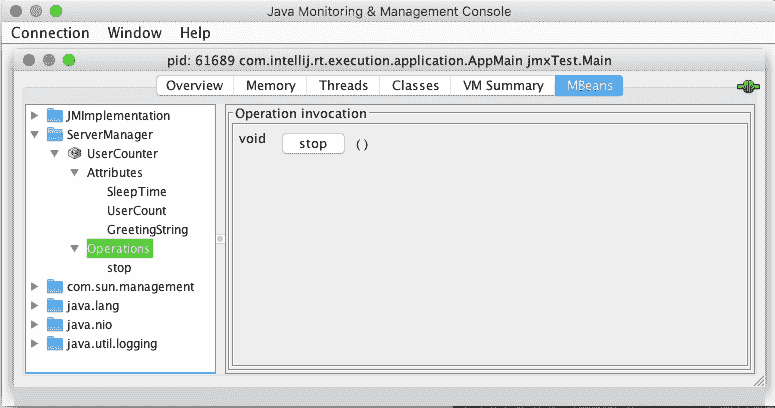 Java Monitoring & Management Console
Connection Window Help
pid: 61689 com.intellij.rt.execution.application.AppMain jmxTest.Main
Overview Memory Threads Classes VM Summary MBeans
JMImplementation
ServerManager
UserCounter
Attributes
SleepTime
UserCount
GreetingString
Operations
stop
com.sun.management
java.lang
java.nio
java.util.logging
Operation invocation
void stop ()